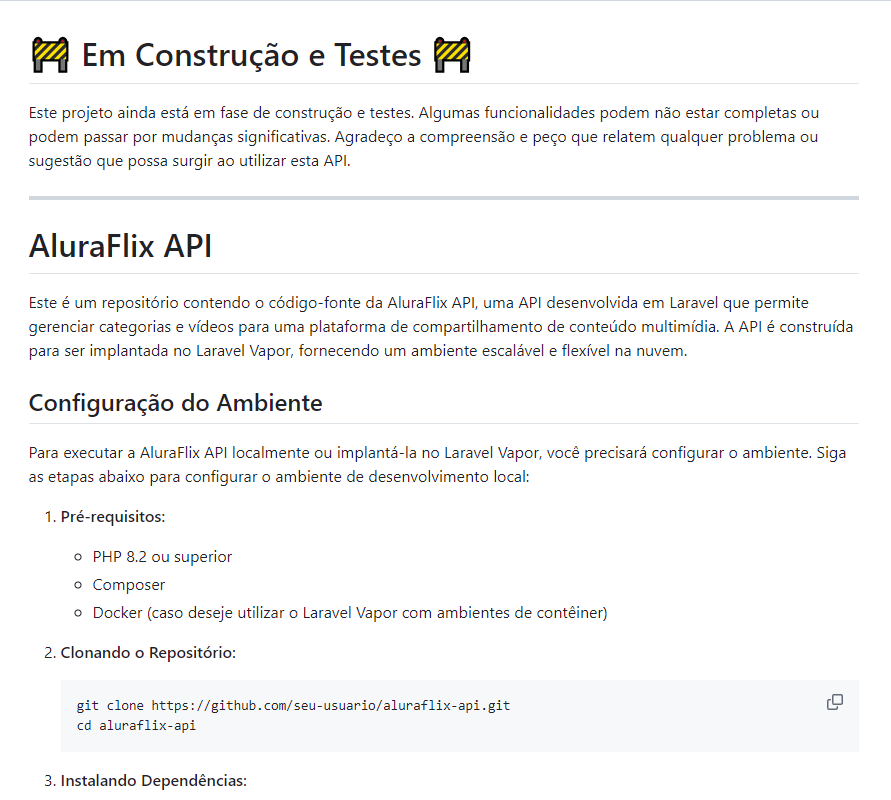 🚧 Em Construção e Testes 🚧
Este projeto ainda está em fase de construção e testes. Algumas funcionalidades podem não estar completas ou
podem passar por mudanças significativas. Agradeço a compreensão e peço que relatem qualquer problema ou
sugestão que possa surgir ao utilizar esta API.
AluraFlix API
Este é um repositório contendo o código-fonte da AluraFlix API, uma API desenvolvida em Laravel que permite
gerenciar categorias e vídeos para uma plataforma de compartilhamento de conteúdo multimídia. A API é construída
para ser implantada no Laravel Vapor, fornecendo um ambiente escalável e flexível na nuvem.
Configuração do Ambiente
Para executar a AluraFlix API localmente ou implantá-la no Laravel Vapor, você precisará configurar o ambiente. Siga
as etapas abaixo para configurar o ambiente de desenvolvimento local:
1. Pré-requisitos:
PHP 8.2 ou superior
Composer
Docker (caso deseje utilizar o Laravel Vapor com ambientes de contêiner)
2. Clonando o Repositório:
git clone https://github.com/seu-usuario/aluraflix-api.git
cd aluraflix-api
3. Instalando Dependências: